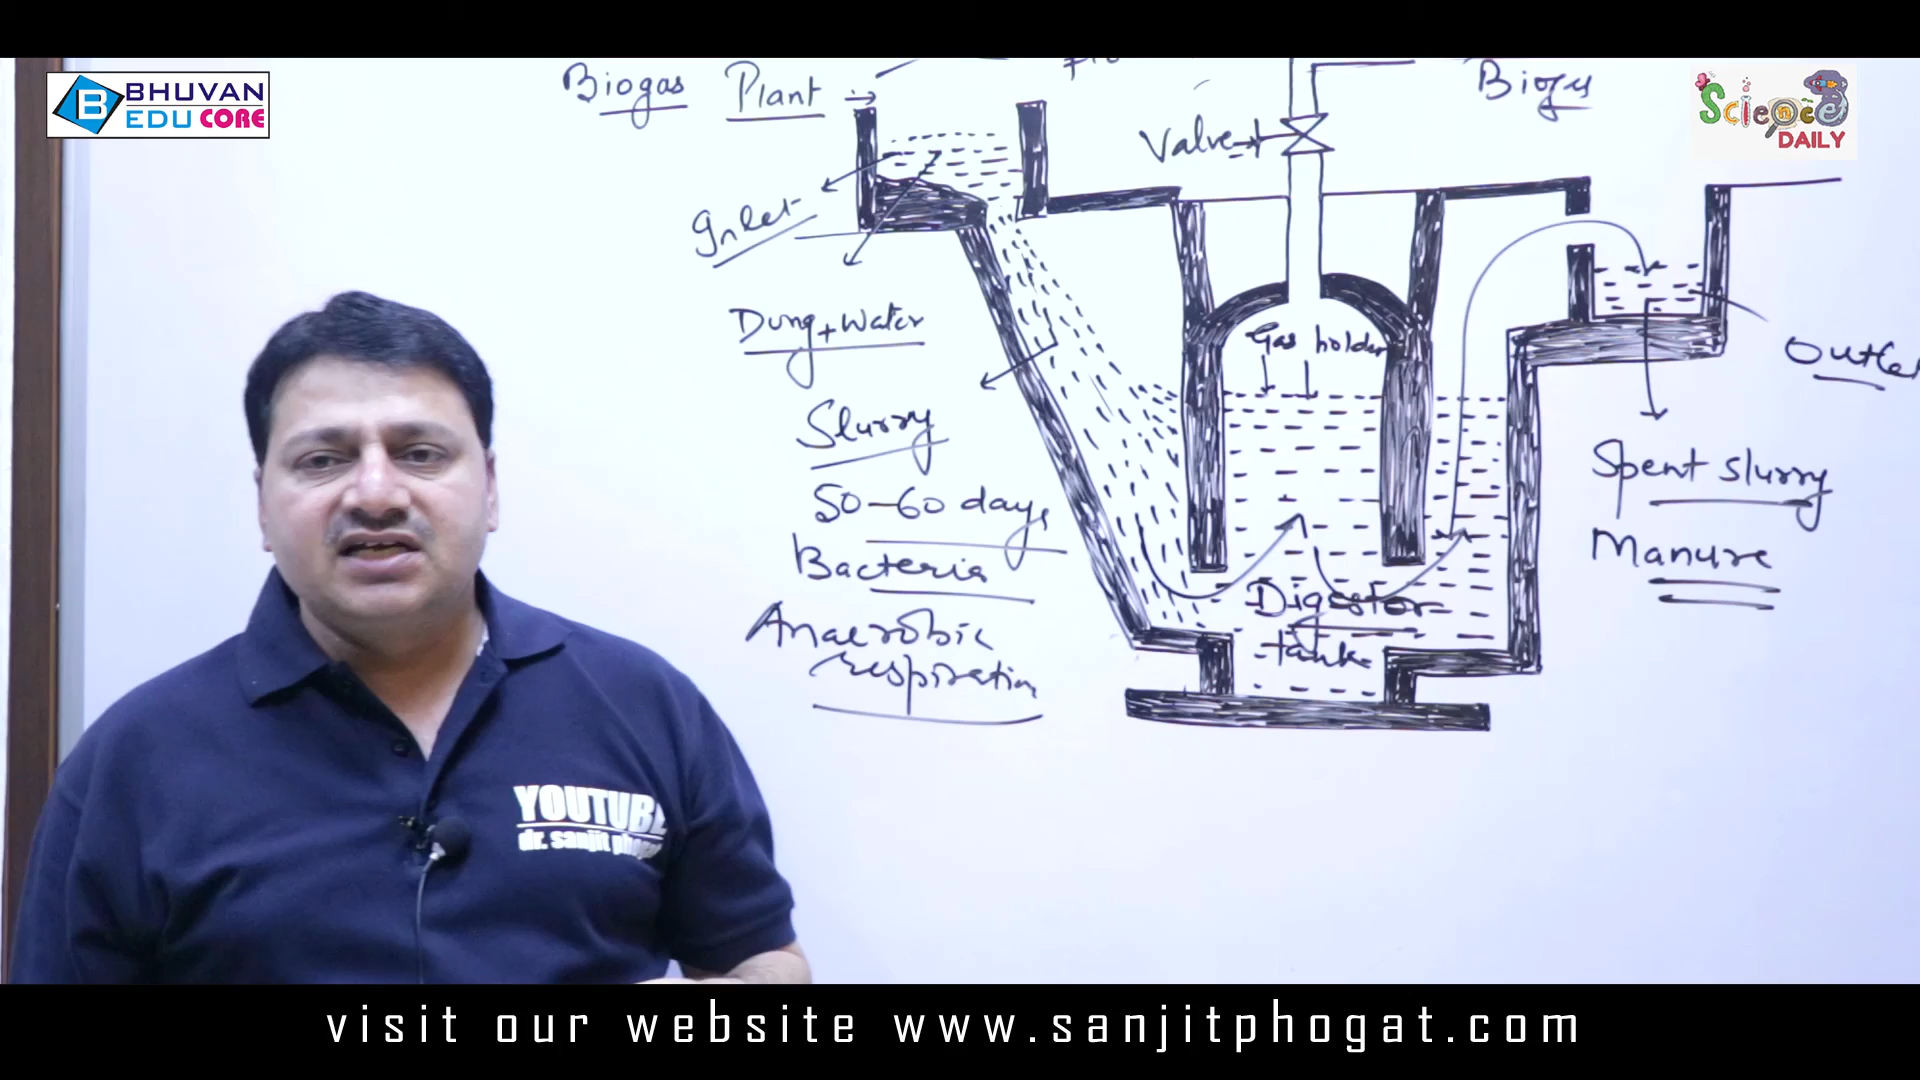 BHUVAN
EDU CORE
Biogas Plant
Biogas
Science
DAILY
Valve
Inlet
Gas holder
Dung + Water
Outlet
Slurry
Spent slurry
50-60 days
Manure
Bacteria
Digestor
tank
Anaerobic
respiration
YOUTUBE
dr. sanjit phogat
visit our website www.sanjitphogat.com